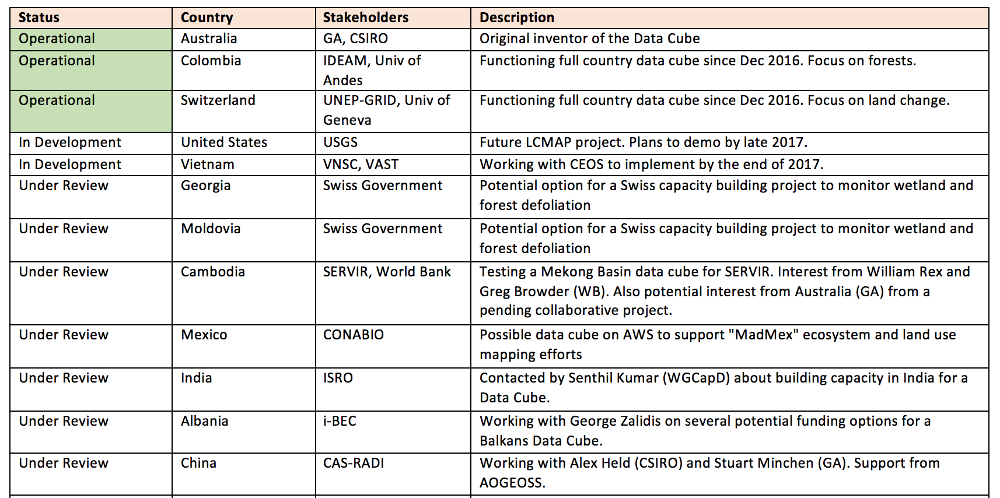 Status Country Stakeholders Description
Operational Australia GA, CSIRO Original inventor of the Data Cube
Operational Colombia IDEAM, Univ of Functioning full country data cube since Dec 2016. Focus on forests.
Andes
Operational Switzerland UNEP-GRID, Univ of Functioning full country data cube since Dec 2016. Focus on land change.
Geneva
In Development United States USGS Future LCMAP project. Plans to demo by late 2017.
In Development Vietnam VNSC, VAST Working with CEOS to implement by the end of 2017.
Under Review Georgia Swiss Government Potential option for a Swiss capacity building project to monitor wetland and
forest defoliation
Under Review Moldovia Swiss Government Potential option for a Swiss capacity building project to monitor wetland and
forest defoliation
Under Review Cambodia SERVIR, World Bank Testing a Mekong Basin data cube for SERVIR. Interest from William Rex and
Greg Browder (WB). Also potential interest from Australia (GA) from a
pending collaborative project.
Under Review Mexico CONABIO Possible data cube on AWS to support "MadMex" ecosystem and land use
mapping efforts
Under Review India ISRO Contacted by Senthil Kumar (WGCapD) about building capacity in India for a
Data Cube.
Under Review Albania i-BEC Working with George Zalidis on several potential funding options for a
Balkans Data Cube.
Under Review China CAS-RADI Working with Alex Held (CSIRO) and Stuart Minchen (GA). Support from
AOGEOSS.